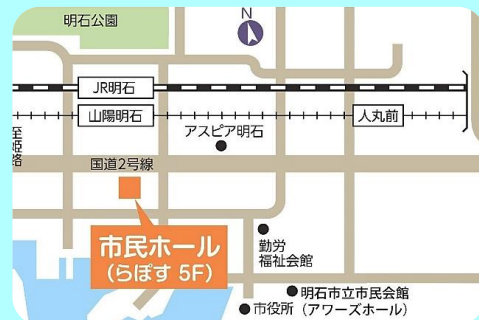 明石公園
N
JR明石
山陽明石
人丸前
アスピア明石
至姫路
国道2号線
市民ホール
（らぽす 5F）
勤労
福祉会館
明石市立市民会館
（アワーズホール）
市役所